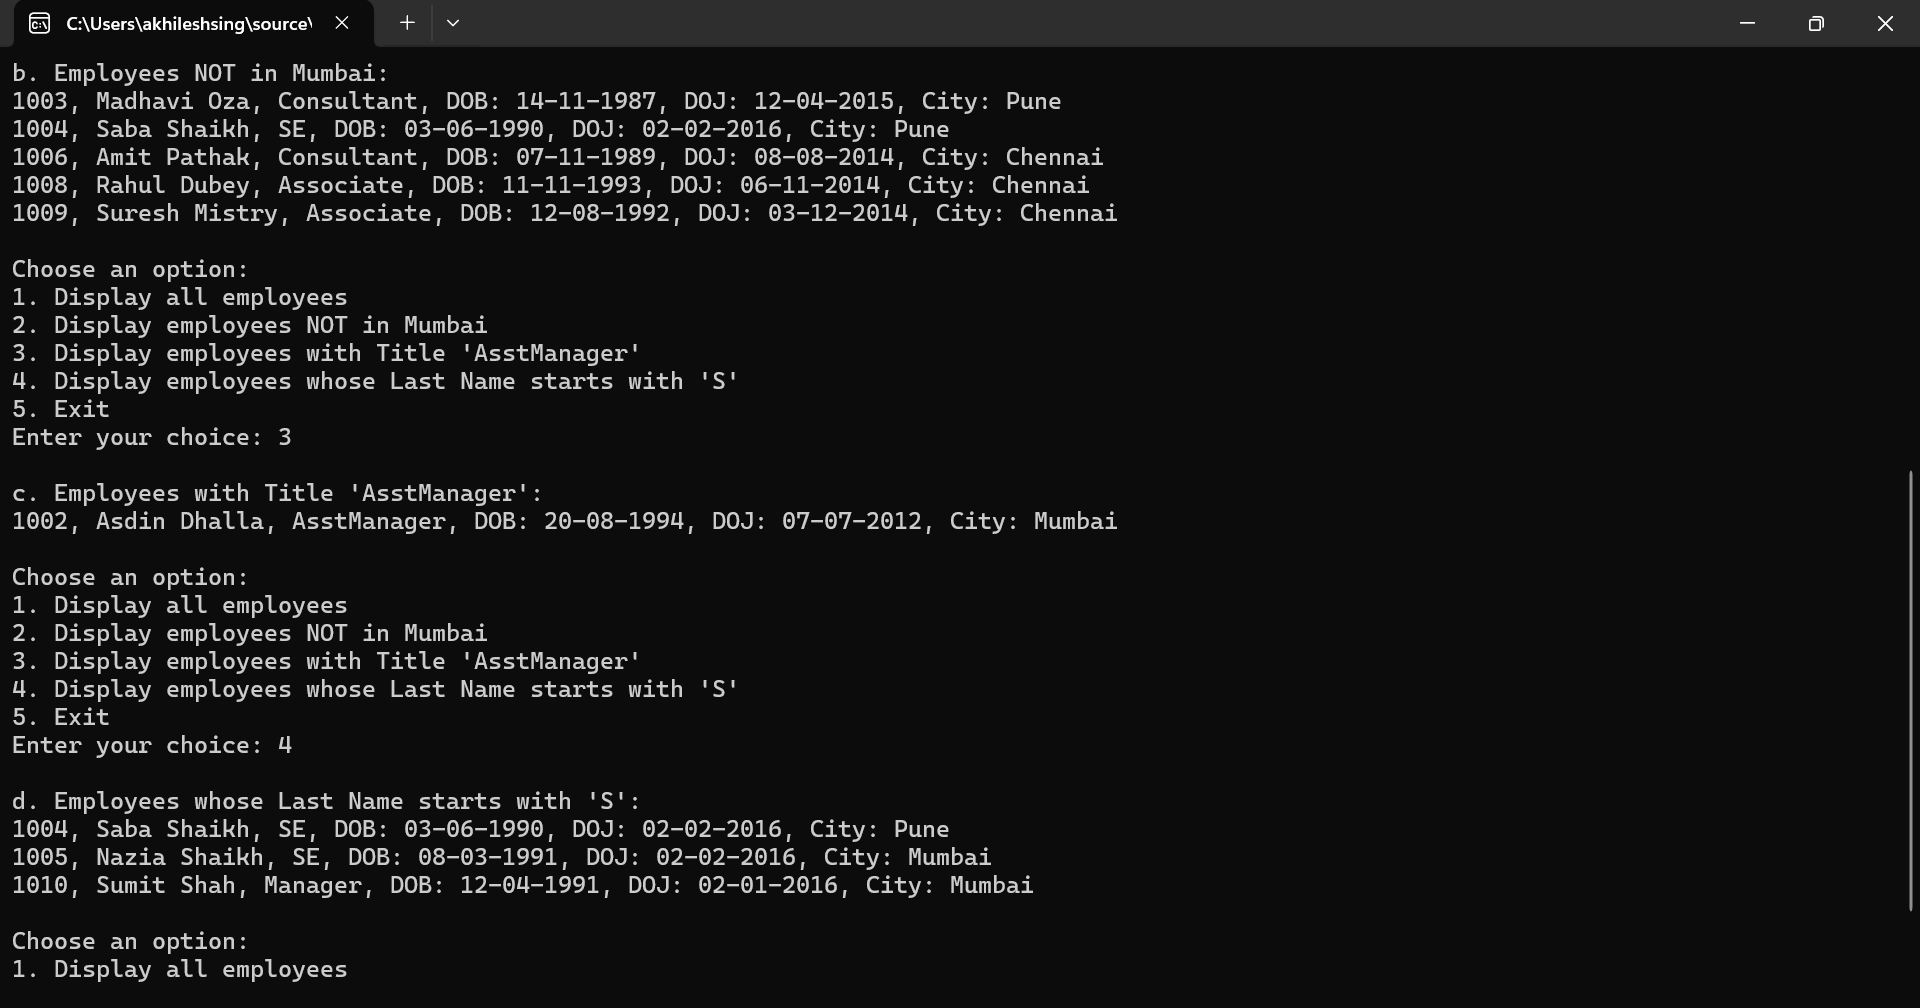 C:\Users\akhileshsing\source\
b. Employees NOT in Mumbai:
1003, Madhavi Oza, Consultant, DOB: 14-11-1987, DOJ: 12-04-2015, City: Pune
1004, Saba Shaikh, SE, DOB: 03-06-1990, DOJ: 02-02-2016, City: Pune
1006, Amit Pathak, Consultant, DOB: 07-11-1989, DOJ: 08-08-2014, City: Chennai
1008, Rahul Dubey, Associate, DOB: 11-11-1993, DOJ: 06-11-2014, City: Chennai
1009, Suresh Mistry, Associate, DOB: 12-08-1992, DOJ: 03-12-2014, City: Chennai
Choose an option:
1. Display all employees
2. Display employees NOT in Mumbai
3. Display employees with Title 'AsstManager'
4. Display employees whose Last Name starts with 'S'
5. Exit
Enter your choice: 3
c. Employees with Title 'AsstManager':
1002, Asdin Dhalla, AsstManager, DOB: 20-08-1994, DOJ: 07-07-2012, City: Mumbai
Choose an option:
1. Display all employees
2. Display employees NOT in Mumbai
3. Display employees with Title 'AsstManager'
4. Display employees whose Last Name starts with 'S'
5. Exit
Enter your choice: 4
d. Employees whose Last Name starts with 'S':
1004, Saba Shaikh, SE, DOB: 03-06-1990, DOJ: 02-02-2016, City: Pune
1005, Nazia Shaikh, SE, DOB: 08-03-1991, DOJ: 02-02-2016, City: Mumbai
1010, Sumit Shah, Manager, DOB: 12-04-1991, DOJ: 02-01-2016, City: Mumbai
Choose an option:
1. Display all employees